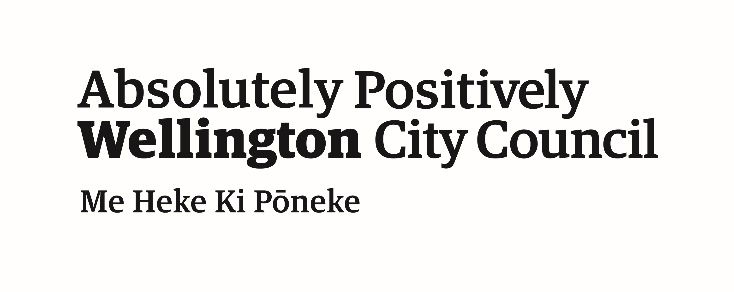 Absolutely Positively
Wellington City Council
Me Heke Ki Pōneke